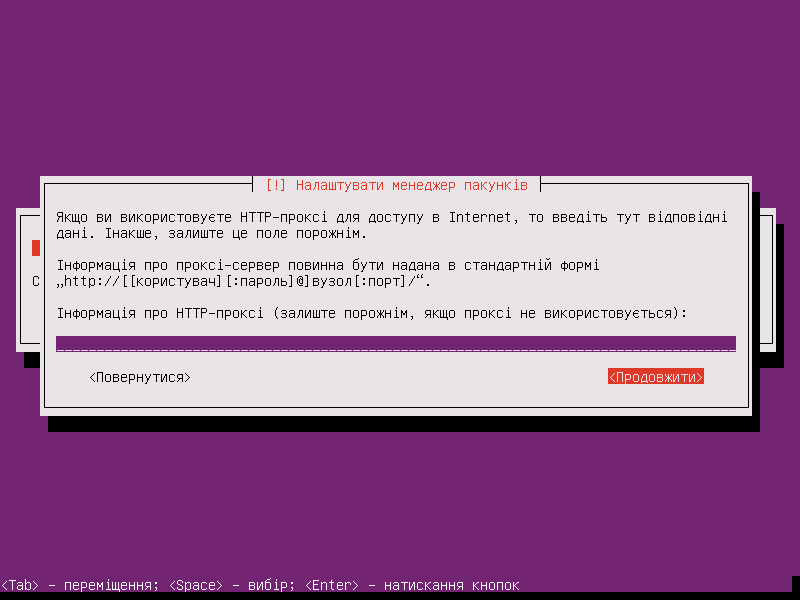 [!] Налаштувати менеджер пакунків
Якщо ви використовуєте HTTP-проксі для доступу в Internet, то введіть тут відповідні
дані. Інакше, залиште це поле порожнім.
Інформація про проксі-сервер повинна бути надана в стандартній формі
„http://[[користувач][:пароль]@]вузол[:порт]/“.
Інформація про HTTP-проксі (залиште порожнім, якщо проксі не використовується):
<Повернутися> <Продовжити>
С
<Tab> - переміщення; <Space> - вибір; <Enter> - натискання кнопок